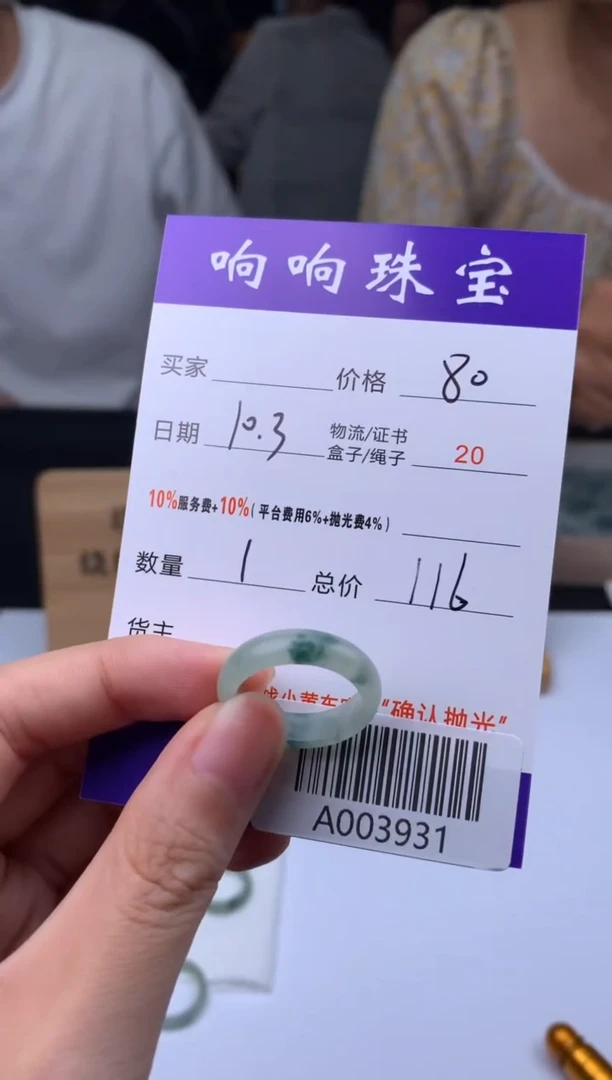 响响珠宝
买家 价格 80
日期 10.3 物流/证书 盒子/绳子 20
10%服务费+10%(平台费用6%+抛光费4%)
数量 1 总价 116
货主
“确认抛光”
A003931